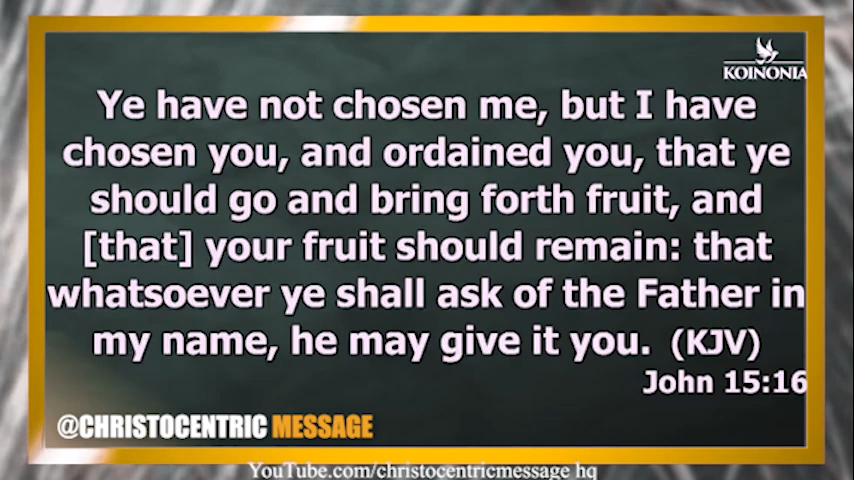 KOINONIA
Ye have not chosen me, but I have
chosen you, and ordained you, that ye
should go and bring forth fruit, and
[that] your fruit should remain: that
whatsoever ye shall ask of the Father in
my name, he may give it you. (KJV)
John 15:16
@CHRISTOCENTRIC MESSAGE
YouTube.com/christocentricmessage hq